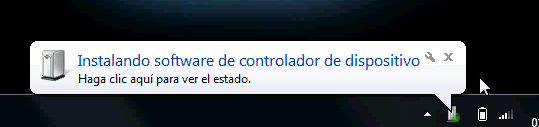 Instalando software de controlador de dispositivo
Haga clic aquí para ver el estado.